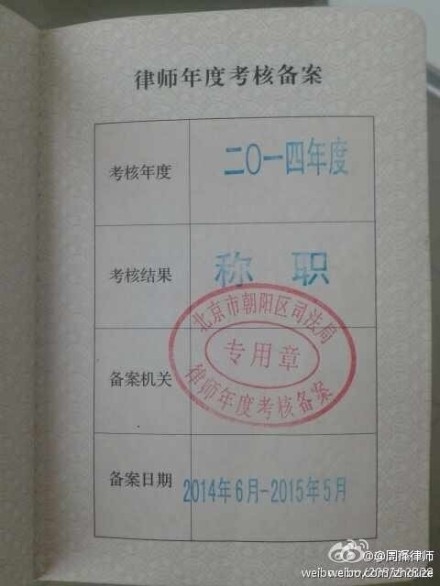 律师年度考核备案
考核年度
二〇一四年度
考核结果
称 职
备案机关
北京市朝阳区司法局
专用章
律师年度考核备案
备案日期
2014年6月-2015年5月
@周泽律师